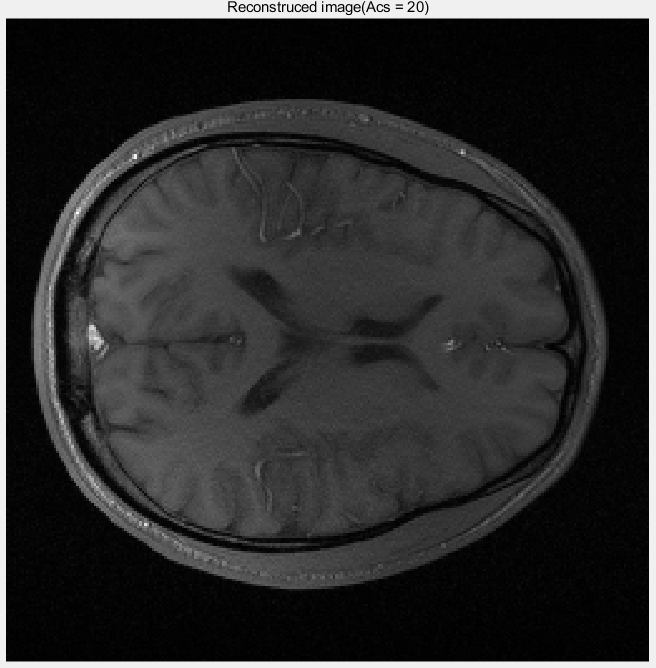 Reconstruced image(Acs = 20)